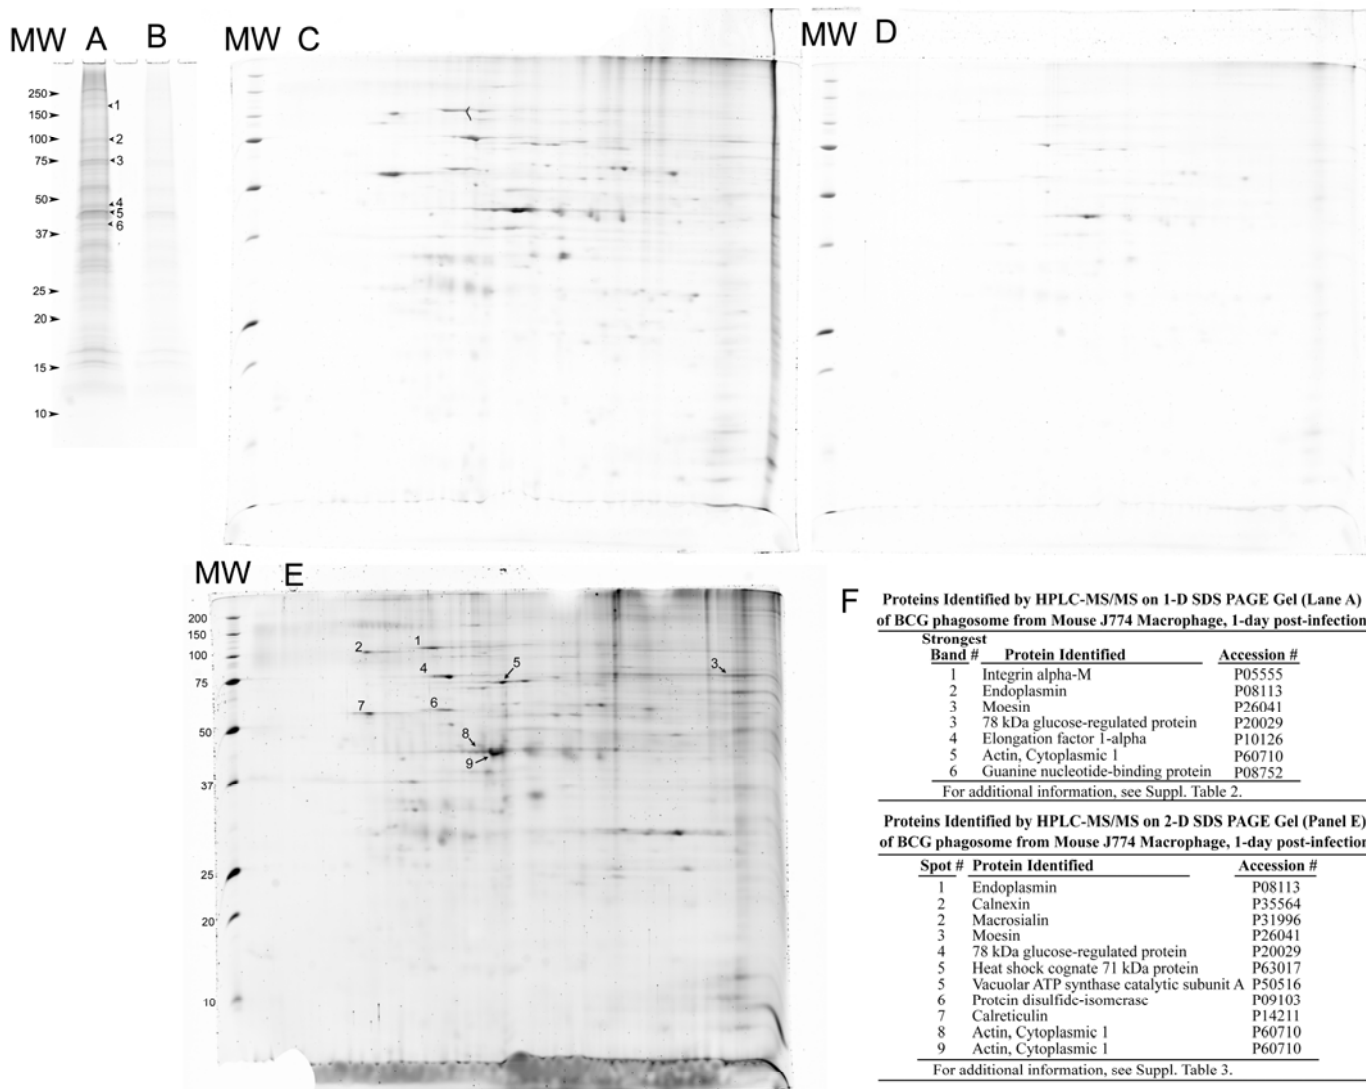 MW A B
250
150
100
75
50
37
25
20
15
10
1
2
3
4
5
6
MW C
MW D
MW E
200
150
100
75
50
37
25
20
10
1
2
3
4
5
6
7
8
9
F
Proteins Identified by HPLC-MS/MS on 1-D SDS PAGE Gel (Lane A)
of BCG phagosome from Mouse J774 Macrophage, 1-day post-infection
Strongest
Band # Protein Identified Accession #
1 Integrin alpha-M P05555
2 Endoplasmin P08113
3 Moesin P26041
3 78 kDa glucose-regulated protein P20029
4 Elongation factor 1-alpha P10126
5 Actin, Cytoplasmic 1 P60710
6 Guanine nucleotide-binding protein P08752
For additional information, see Suppl. Table 2.
Proteins Identified by HPLC-MS/MS on 2-D SDS PAGE Gel (Panel E)
of BCG phagosome from Mouse J774 Macrophage, 1-day post-infection
Spot # Protein Identified Accession #
1 Endoplasmin P08113
2 Calnexin P35564
2 Macrosialin P31996
3 Moesin P26041
4 78 kDa glucose-regulated protein P20029
5 Heat shock cognate 71 kDa protein P63017
5 Vacuolar ATP synthase catalytic subunit A P50516
6 Protein disulfide-isomerase P09103
7 Calreticulin P14211
8 Actin, Cytoplasmic 1 P60710
9 Actin, Cytoplasmic 1 P60710
For additional information, see Suppl. Table 3.